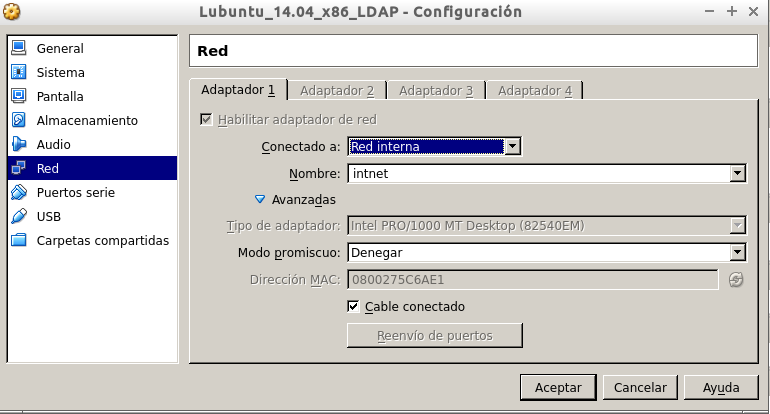 Lubuntu_14.04_x86_LDAP - Configuración
General
Sistema
Pantalla
Almacenamiento
Audio
Red
Puertos serie
USB
Carpetas compartidas
Red
Adaptador 1 Adaptador 2 Adaptador 3 Adaptador 4
Habilitar adaptador de red
Conectado a: Red interna
Nombre: intnet
Avanzadas
Tipo de adaptador: Intel PRO/1000 MT Desktop (82540EM)
Modo promiscuo: Denegar
Dirección MAC: 0800275C6AE1
Cable conectado
Reenvío de puertos
Aceptar Cancelar Ayuda